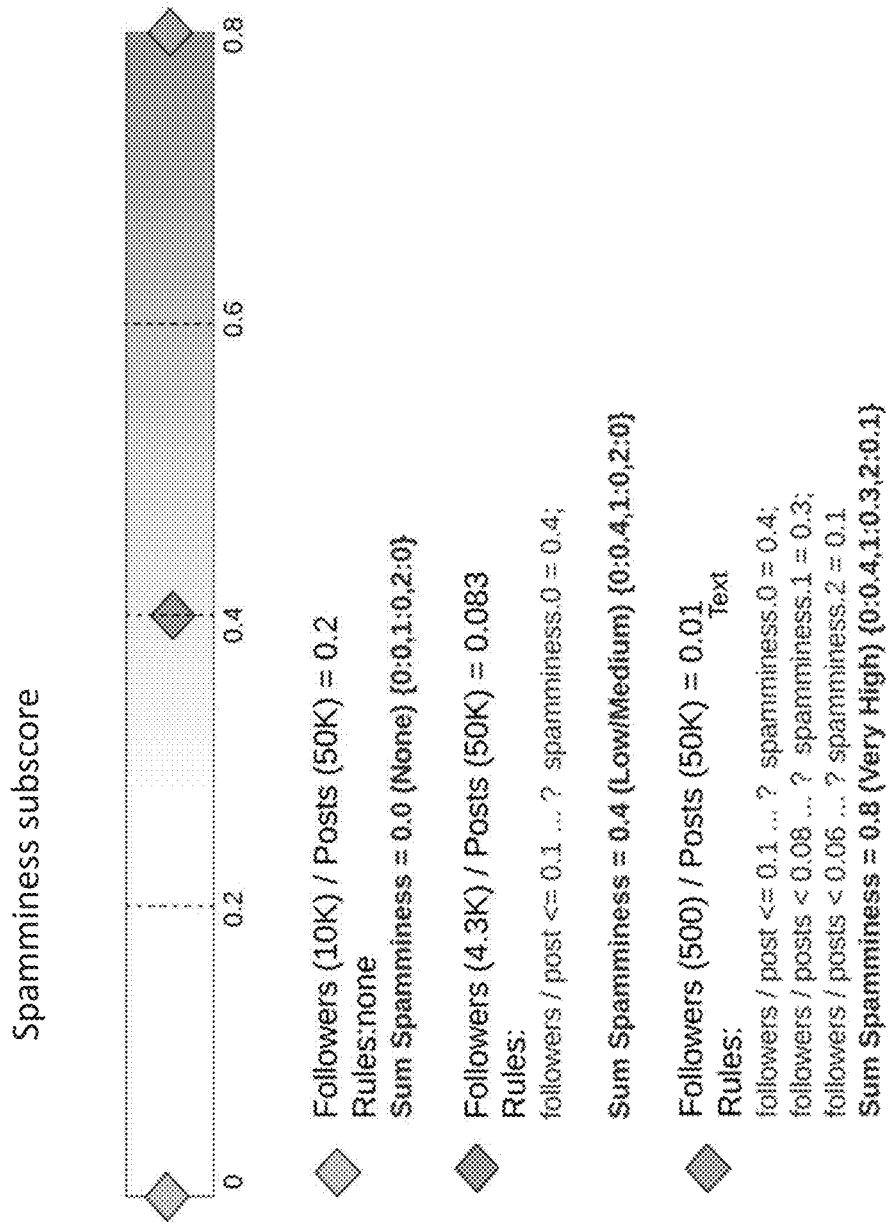 Spamminess subscore
0
0.2
0.4
0.6
0.8
Followers (10K) / Posts (50K) = 0.2
Rules:none
Sum Spamminess = 0.0 (None) {0:0,1:0,2:0}
Followers (4.3K) / Posts (50K) = 0.083
Rules:
followers / post <= 0.1 ... ? spamminess.0 = 0.4;
Sum Spamminess = 0.4 (Low/Medium) {0:0.4,1:0,2:0}
Followers (500) / Posts (50K) = 0.01
Text
Rules:
followers / post <= 0.1 ... ? spamminess.0 = 0.4;
followers / posts < 0.08 ... ? spamminess.1 = 0.3;
followers / posts < 0.06 ... ? spamminess.2 = 0.1
Sum Spamminess = 0.8 (Very High) {0:0.4,1:0.3,2:0.1}